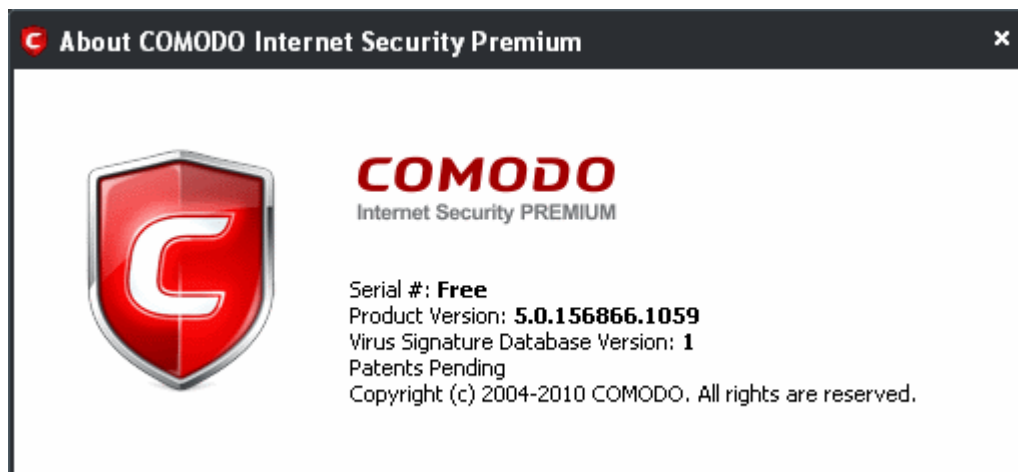 About COMODO Internet Security Premium
COMODO
Internet Security PREMIUM
Serial #: Free
Product Version: 5.0.156866.1059
Virus Signature Database Version: 1
Patents Pending
Copyright (c) 2004-2010 COMODO. All rights are reserved.